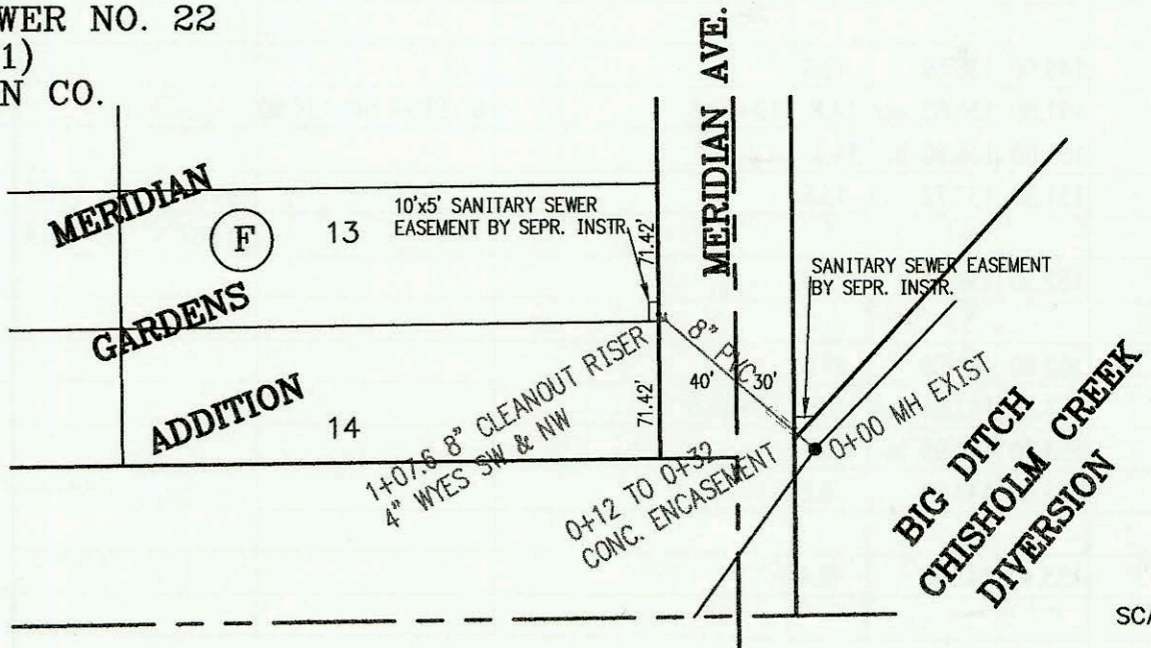 WER NO. 22
1)
N CO.
MERIDIAN AVE.
MERIDIAN
F
13
10'x5' SANITARY SEWER
EASEMENT BY SEPR. INSTR.
71.42'
SANITARY SEWER EASEMENT
BY SEPR. INSTR.
GARDENS
8" PVC
40'
30'
ADDITION
14
71.42'
1+07.6 8" CLEANOUT RISER
4" WYES SW & NW
0+12 TO 0+32
CONC. ENCASEMENT
0+00 MH EXIST
BIG DITCH
CHISHOLM CREEK
DIVERSION
SCA